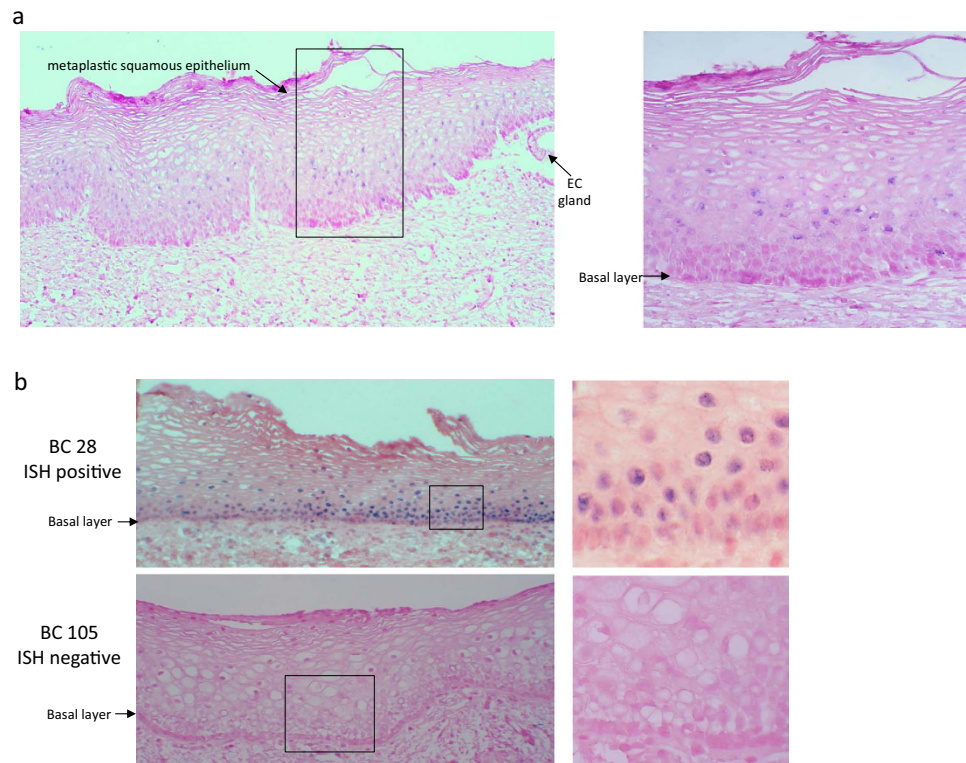 a
metaplastic squamous epithelium
EC
gland
Basal layer
b
BC 28
ISH positive
Basal layer
BC 105
ISH negative
Basal layer